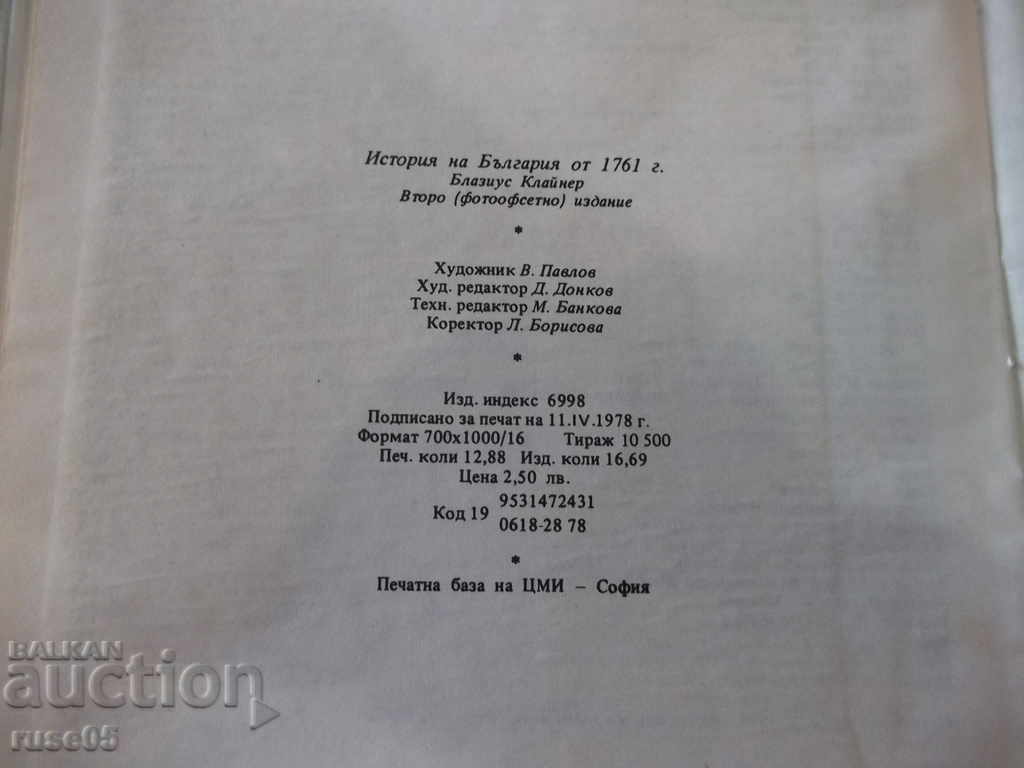 История на България от 1761 г.
Блазиус Клайнер
Второ (фотоофсетно) издание
*
Художник В. Павлов
Худ. редактор Д. Донков
Техн. редактор М. Банкова
Коректор Л. Борисова
*
Изд. индекс 6998
Подписано за печат на 11.IV.1978 г.
Формат 700х1000/16 Тираж 10 500
Печ. коли 12,88 Изд. коли 16,69
Цена 2,50 лв.
Код 19 9531472431
0618-28 78
*
Печатна база на ЦМИ – София
BALKAN
auction
ruse05